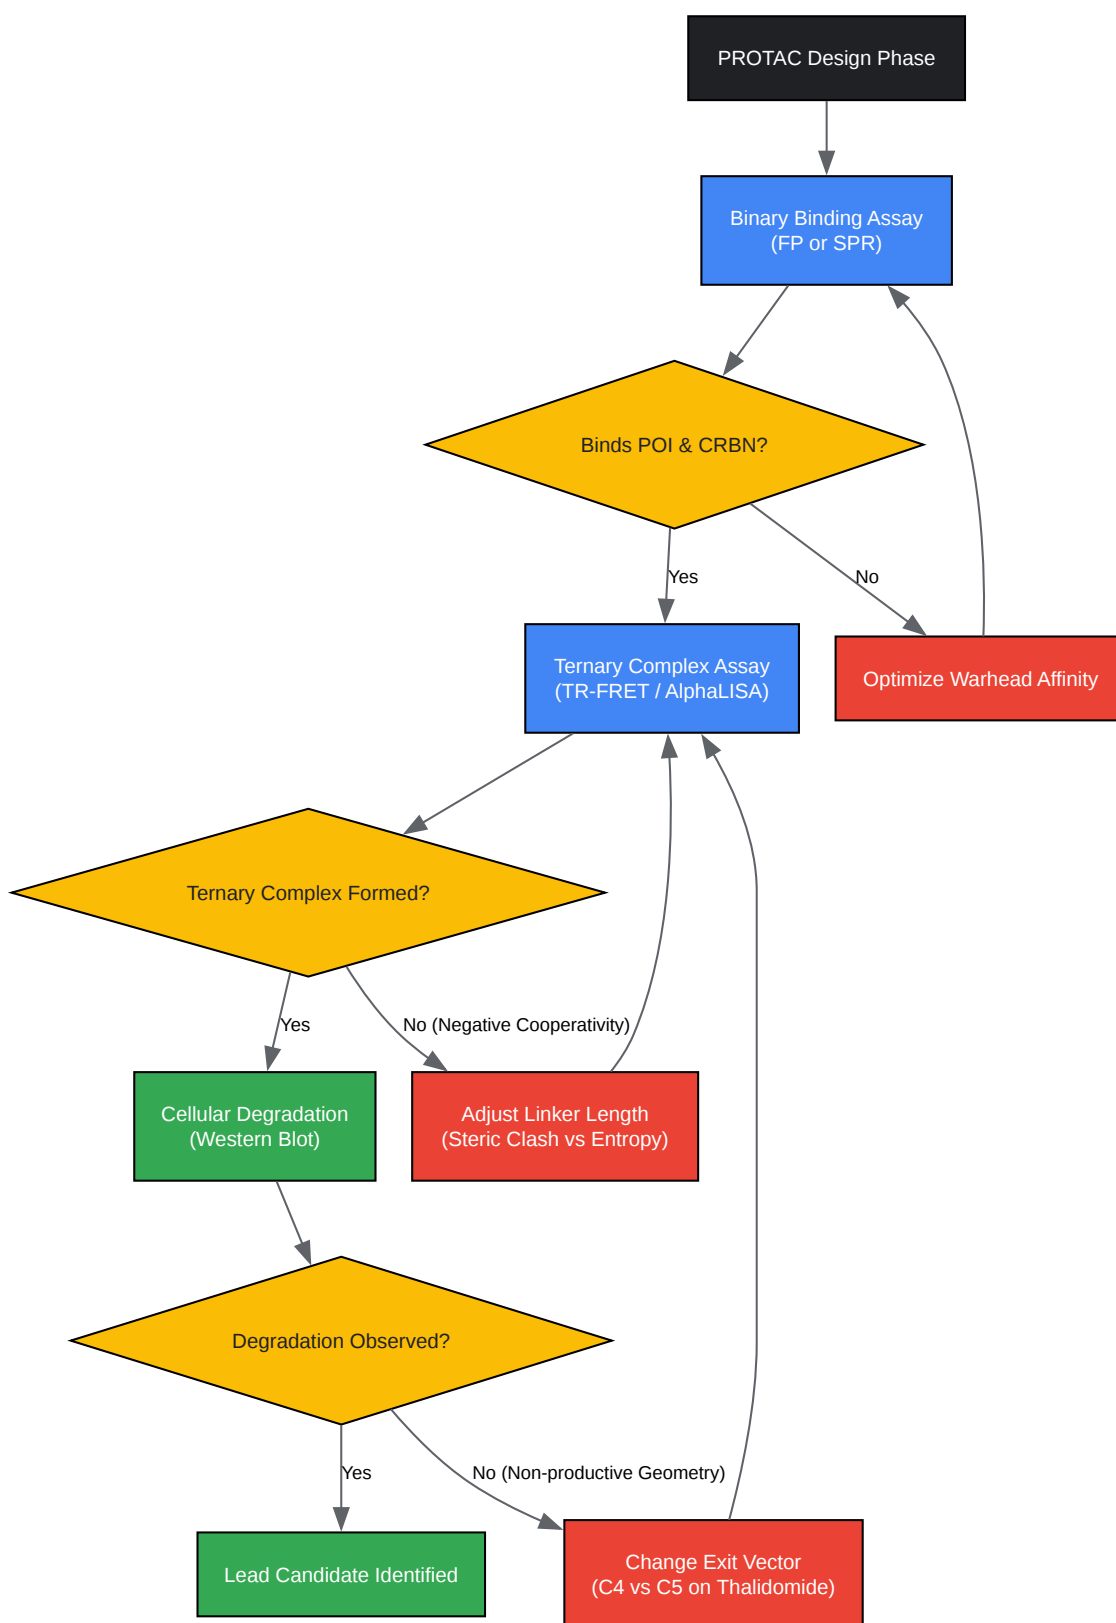 PROTAC Design Phase
Binary Binding Assay
(FP or SPR)
Binds POI & CRBN?
Yes
No
Ternary Complex Assay
(TR-FRET / AlphaLISA)
Optimize Warhead Affinity
Ternary Complex Formed?
Yes
No (Negative Cooperativity)
Cellular Degradation
(Western Blot)
Adjust Linker Length
(Steric Clash vs Entropy)
Degradation Observed?
Yes
No (Non-productive Geometry)
Lead Candidate Identified
Change Exit Vector
(C4 vs C5 on Thalidomide)